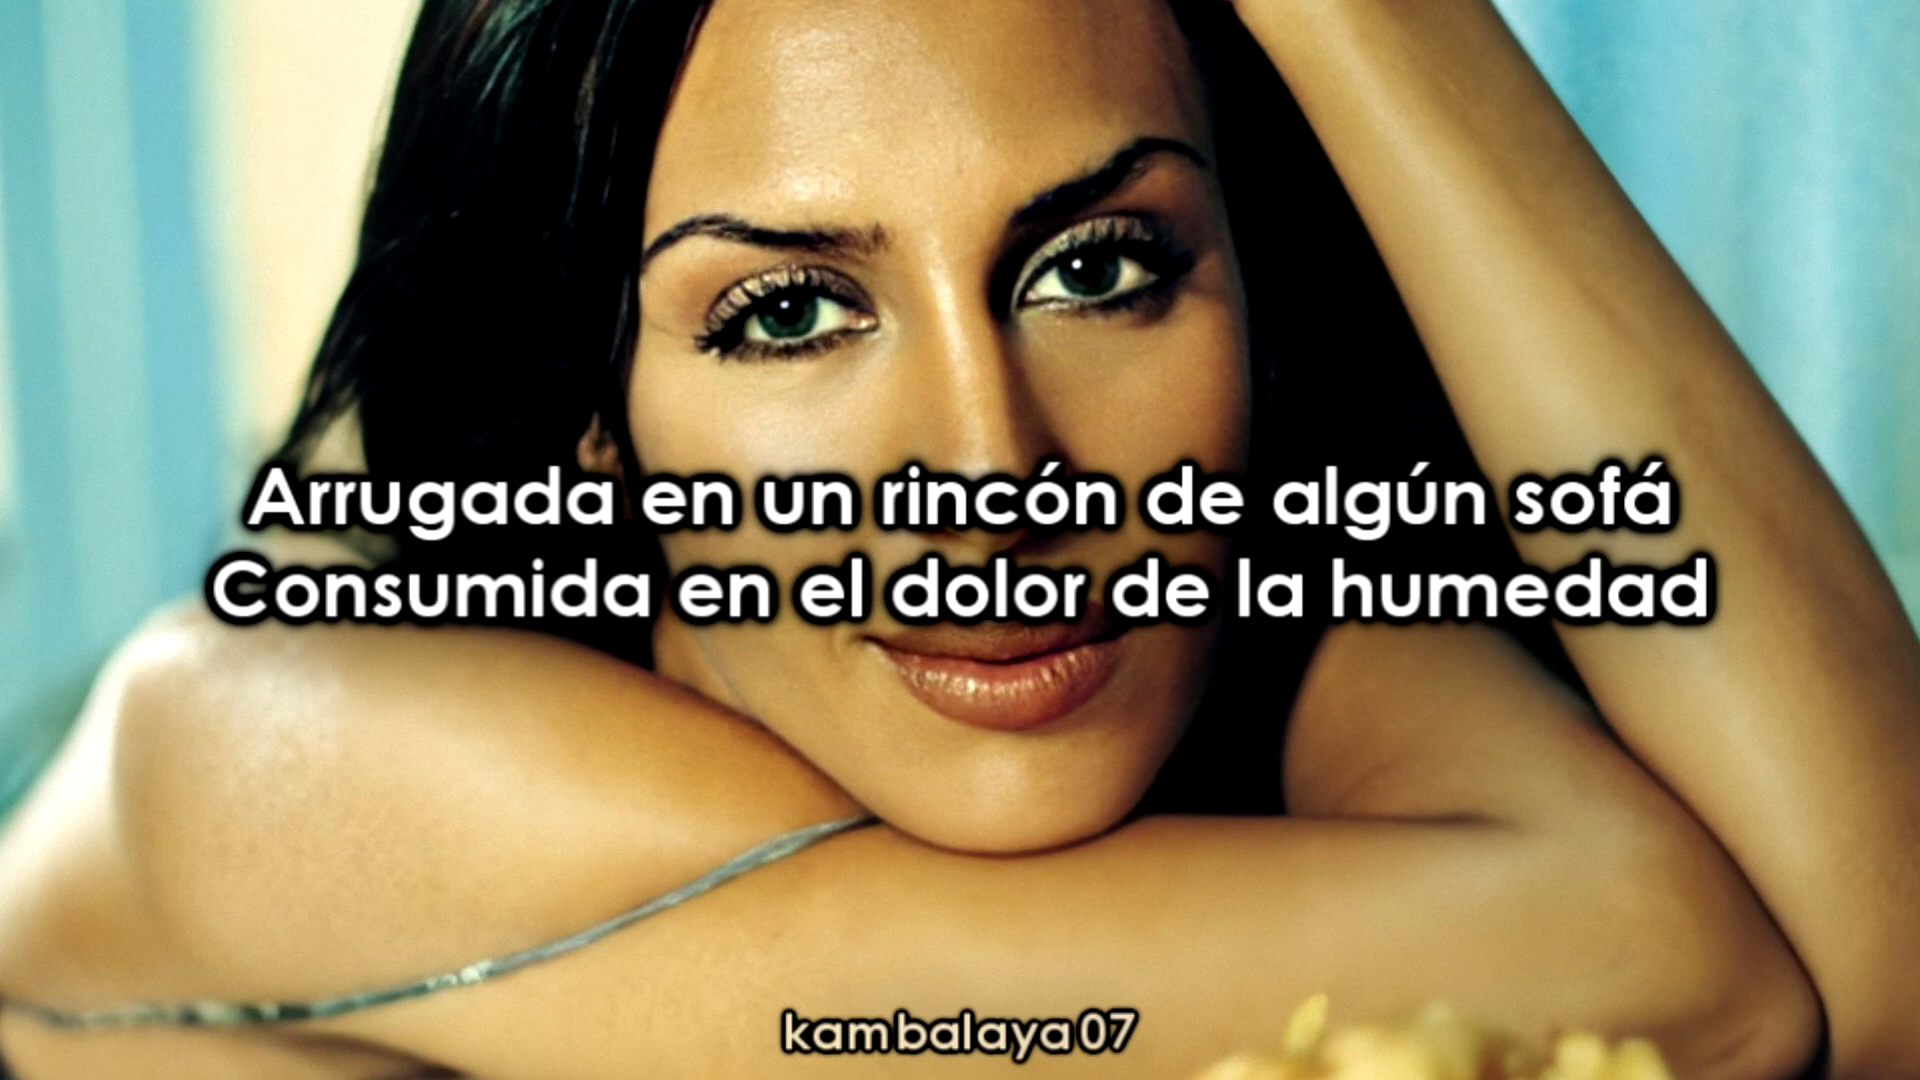 Arrugada en un rincón de algún sofá
Consumida en el dolor de la humedad
kambalaya07